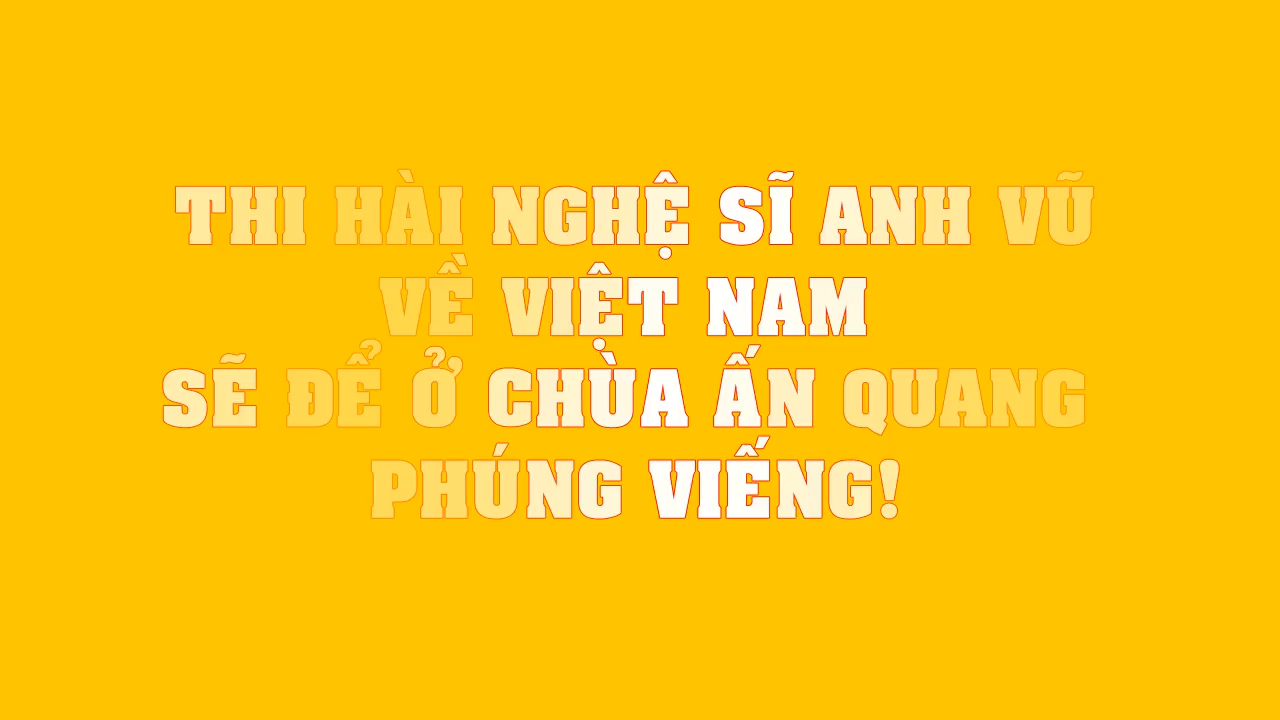 THI HÀI NGHỆ SĨ ANH VŨ
VỀ VIỆT NAM
SẼ ĐỂ Ở CHÙA ẤN QUANG
PHÚNG VIẾNG!